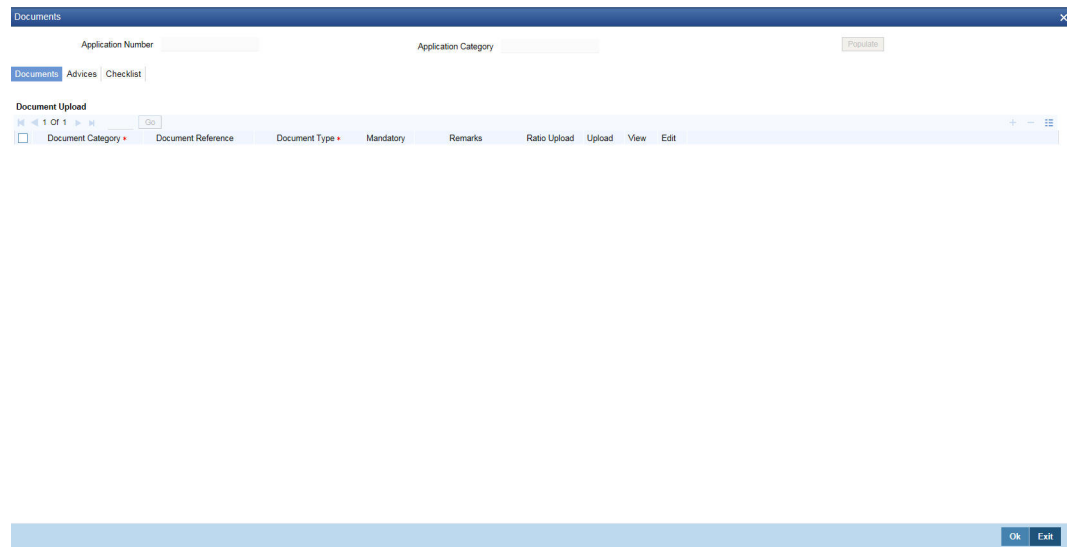 Documents
Application Number Application Category Populate
Documents Advices Checklist
Document Upload
1 Of 1 Go
Document Category * Document Reference Document Type * Mandatory Remarks Ratio Upload Upload View Edit
Ok Exit